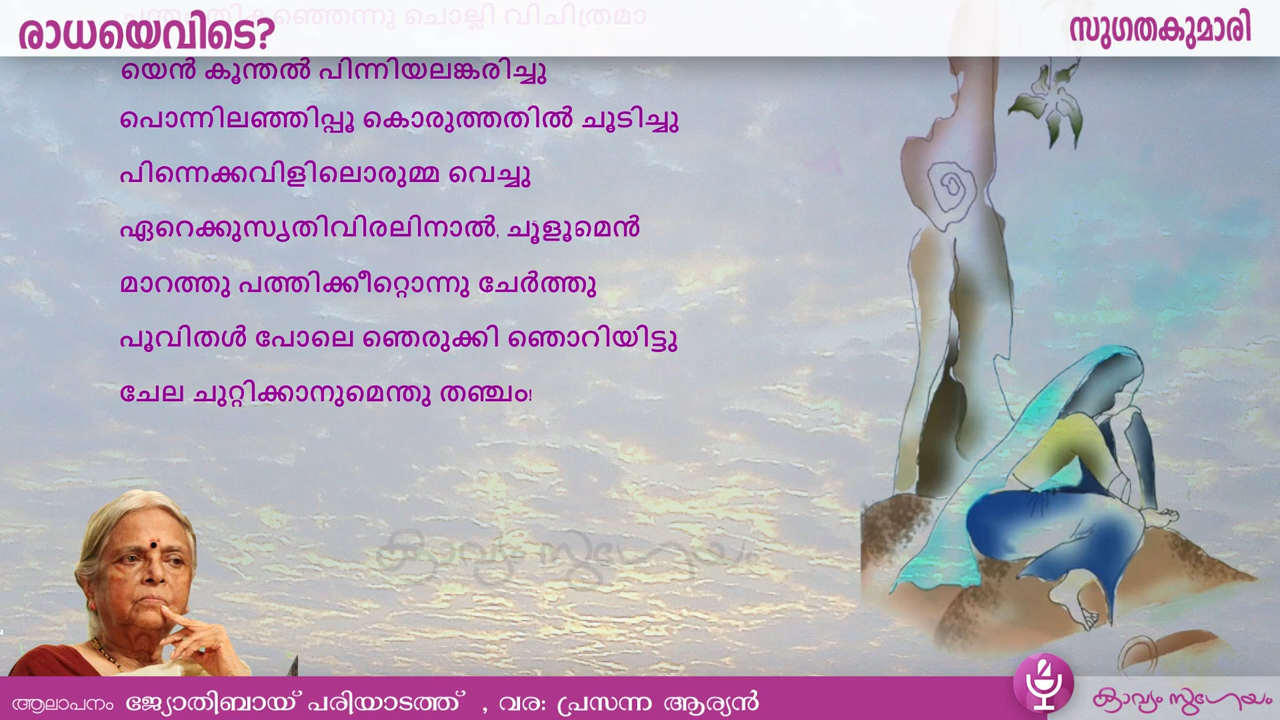 രാധയെവിടെ?
സുഗതകുമാരി
ചൊല്ലി വിചിത്രമാ
യെൻ കൂന്തൽ പിന്നിയലങ്കരിച്ചു
പൊന്നിലഞ്ഞിപ്പൂ കൊരുത്തതിൽ ചൂടിച്ചു
പിന്നെക്കവിളിലൊരുമ്മ വെച്ചു
ഏറെക്കുസൃതിവിരലിനാൽ, ചൂളൂമെൻ
മാറത്തു പത്തിക്കീറ്റൊന്നു ചേർത്തു
പൂവിതൾ പോലെ ഞെരുക്കി ഞൊറിയിട്ടു
ചേല ചുറ്റിക്കാനുമെന്തു തഞ്ചം!
കാവ്യം സുഗേയം
ആലാപനം ജ്യോതിബായ് പരിയാടത്ത് , വര: പ്രസന്ന ആര്യൻ
കാവ്യം സുഗേയം